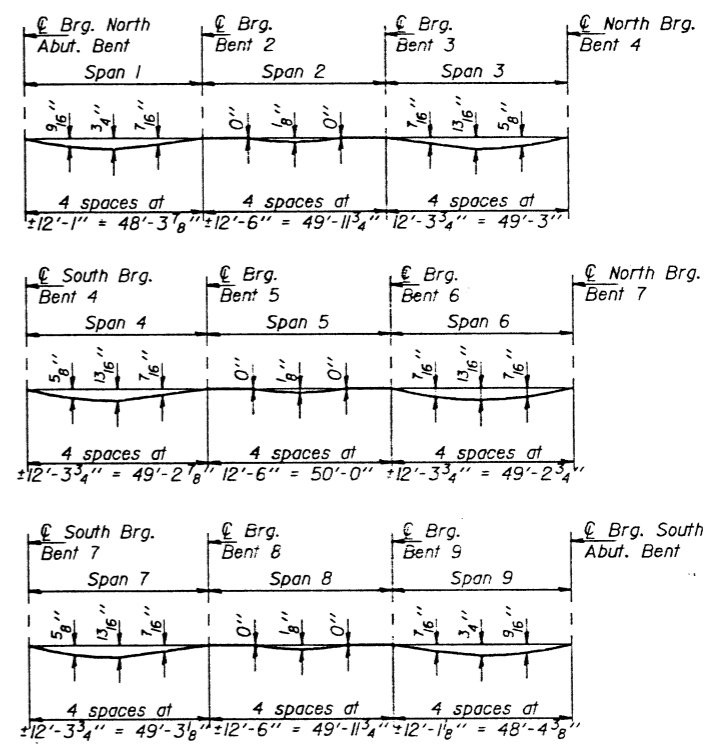 ℄ Brg. North Abut. Bent
℄ Brg. Bent 2
℄ Brg. Bent 3
℄ North Brg. Bent 4
Span 1
Span 2
Span 3
9/16"
3/4"
7/16"
0"
1/8"
0"
7/16"
13/16"
5/8"
4 spaces at
±12'-1" = 48'-3 7/8"
4 spaces at
±12'-6" = 49'-11 3/4"
4 spaces at
12'-3 3/4" = 49'-3"
℄ South Brg. Bent 4
℄ Brg. Bent 5
℄ Brg. Bent 6
℄ North Brg. Bent 7
Span 4
Span 5
Span 6
5/8"
13/16"
7/16"
0"
1/8"
0"
7/16"
13/16"
7/16"
4 spaces at
±12'-3 3/4" = 49'-2 7/8"
4 spaces at
12'-6" = 50'-0"
4 spaces at
±12'-3 3/4" = 49'-2 3/4"
℄ South Brg. Bent 7
℄ Brg. Bent 8
℄ Brg. Bent 9
℄ Brg. South Abut. Bent
Span 7
Span 8
Span 9
5/8"
13/16"
7/16"
0"
1/8"
0"
7/16"
3/4"
9/16"
4 spaces at
±12'-3 3/4" = 49'-3 1/8"
4 spaces at
±12'-6" = 49'-11 3/4"
4 spaces at
±12'-1 1/8" = 48'-4 3/8"